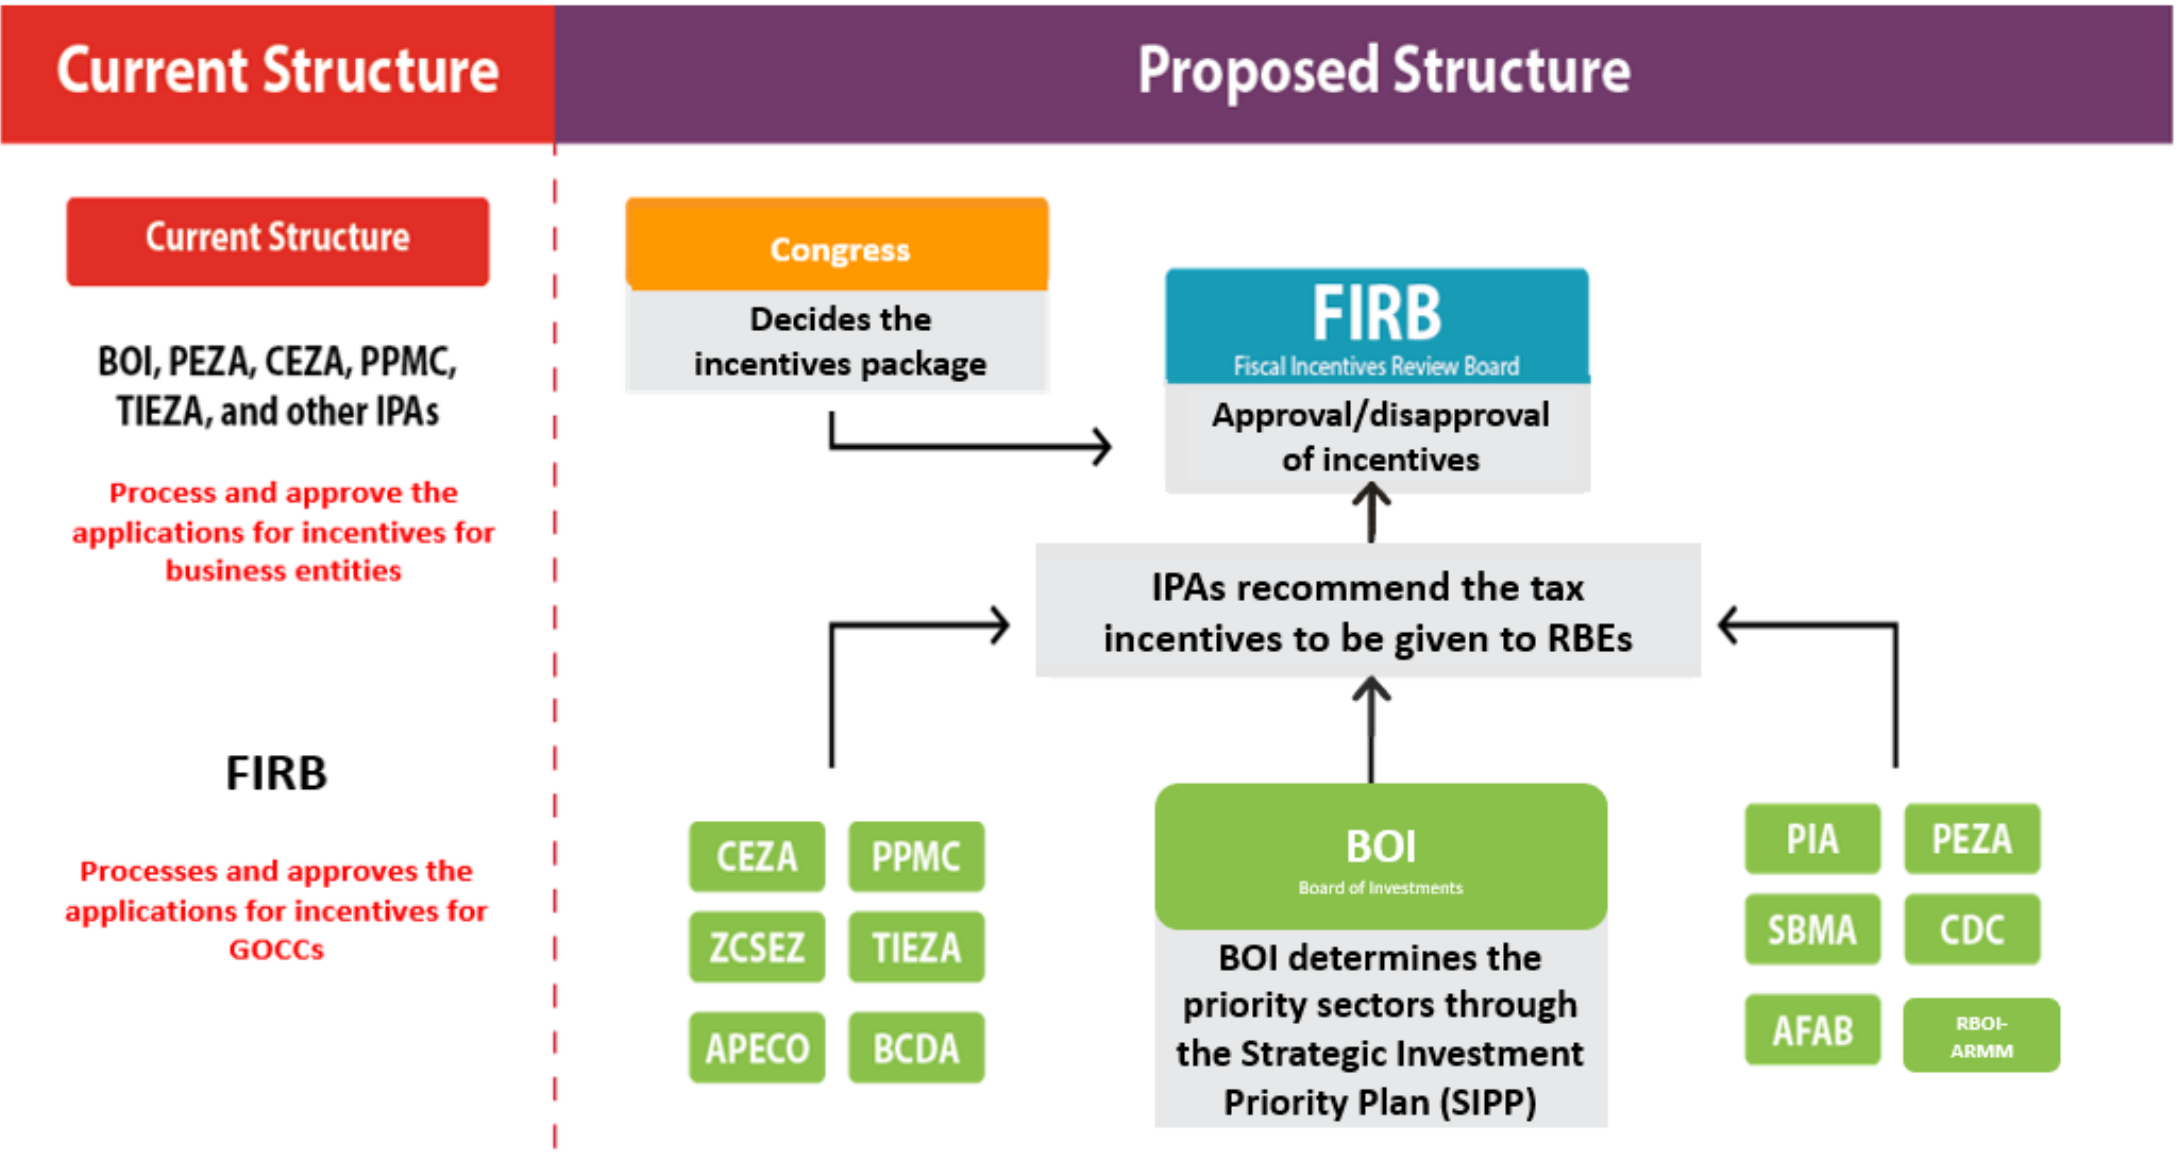 Current Structure
Proposed Structure
Current Structure
BOI, PEZA, CEZA, PPMC,
TIEZA, and other IPAs
Process and approve the
applications for incentives for
business entities
FIRB
Processes and approves the
applications for incentives for
GOCCs
Congress
Decides the
incentives package
FIRB
Fiscal Incentives Review Board
Approval/disapproval
of incentives
IPAs recommend the tax
incentives to be given to RBEs
CEZA
PPMC
ZCSEZ
TIEZA
APECO
BCDA
BOI
Board of Investments
BOI determines the
priority sectors through
the Strategic Investment
Priority Plan (SIPP)
PIA
PEZA
SBMA
CDC
AFAB
RBOI-
ARMM